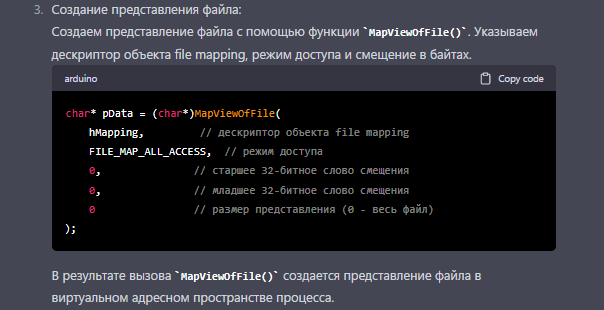 3. Создание представления файла:
Создаем представление файла с помощью функции `MapViewOfFile()`. Указываем
дескриптор объекта file mapping, режим доступа и смещение в байтах.
arduino Copy code
char* pData = (char*)MapViewOfFile(
    hMapping,         // дескриптор объекта file mapping
    FILE_MAP_ALL_ACCESS,  // режим доступа
    0,               // старшее 32-битное слово смещения
    0,               // младшее 32-битное слово смещения
    0                // размер представления (0 - весь файл)
);
В результате вызова `MapViewOfFile()` создается представление файла в
виртуальном адресном пространстве процесса.